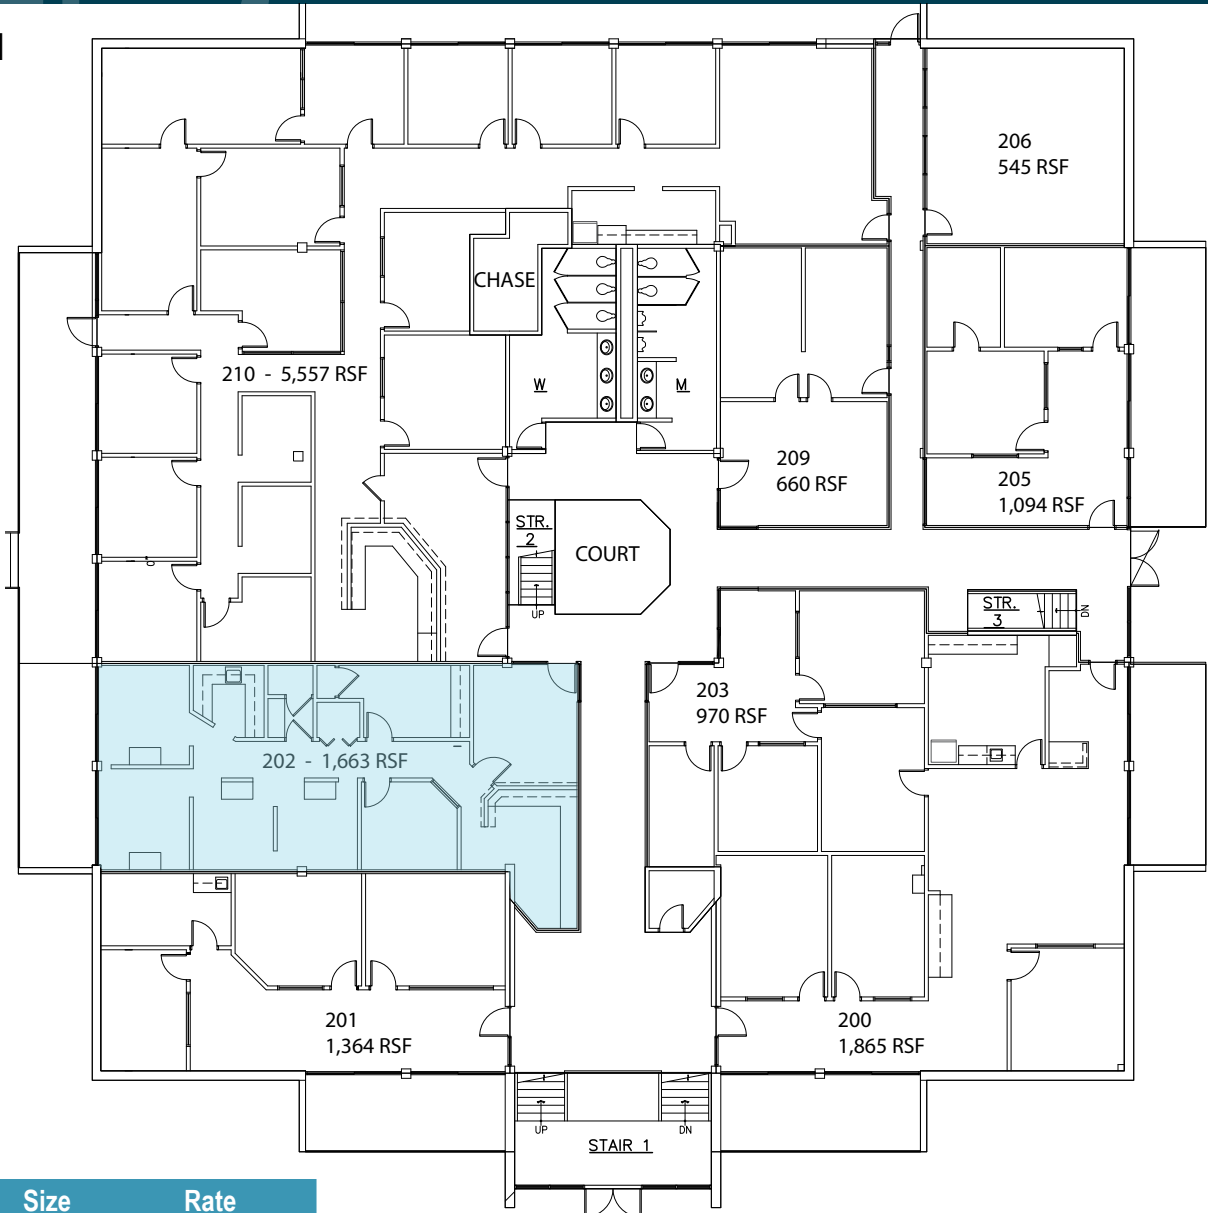 206
545 RSF
CHASE
210 - 5,557 RSF
W
M
209
660 RSF
205
1,094 RSF
STR.
2
COURT
UP
STR.
3
DN
203
970 RSF
202 - 1,663 RSF
201
1,364 RSF
200
1,865 RSF
UP
DN
STAIR 1
Size Rate